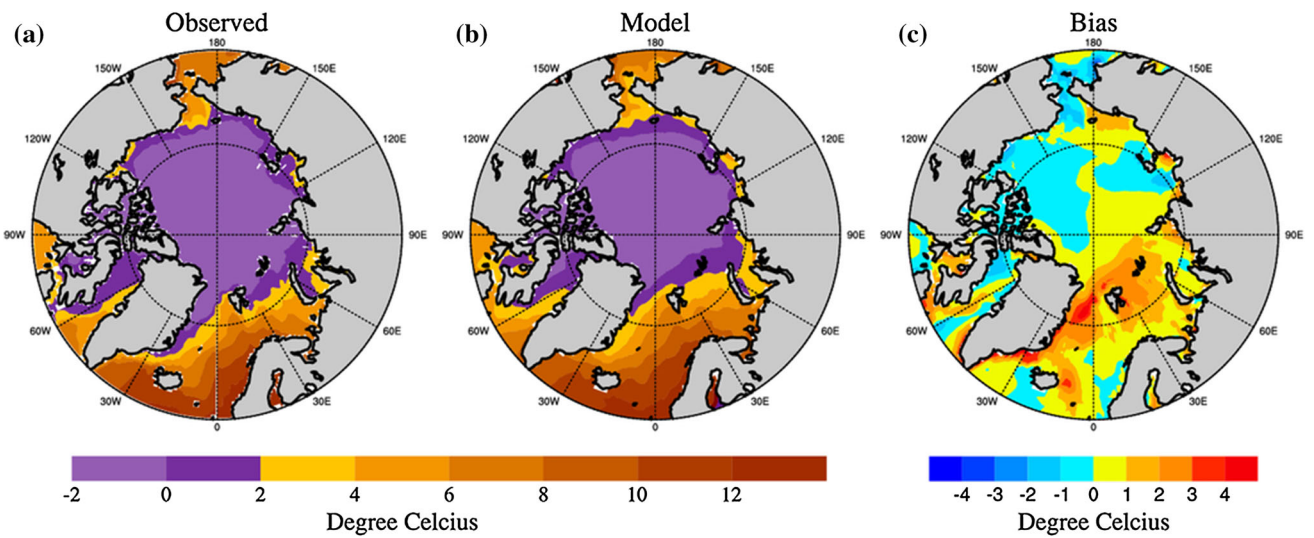 (a) Observed
180
150W 150E
120W 120E
90W 90E
60W 60E
30W 30E
0
(b) Model
180
150W 150E
120W 120E
90W 90E
60W 60E
30W 30E
0
(c) Bias
180
150W 150E
120W 120E
90W 90E
60W 60E
30W 30E
0
-2 0 2 4 6 8 10 12
Degree Celcius
-4 -3 -2 -1 0 1 2 3 4
Degree Celcius